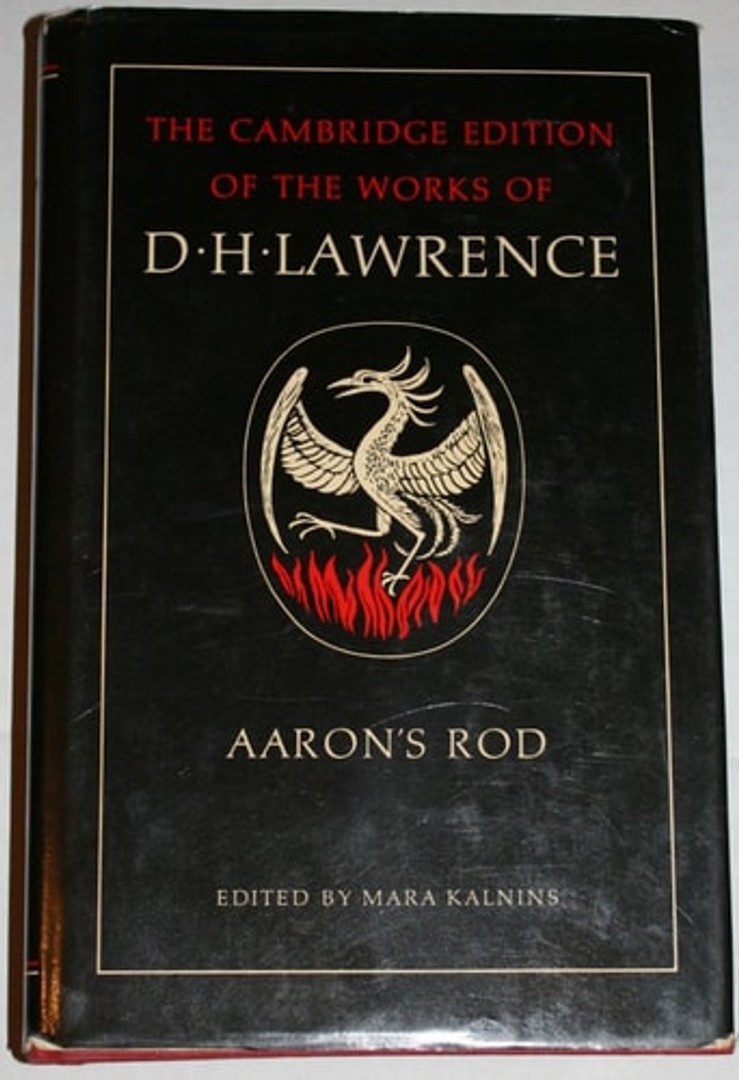 THE CAMBRIDGE EDITION
OF THE WORKS OF
D·H·LAWRENCE
AARON'S ROD
EDITED BY MARA KALNINS